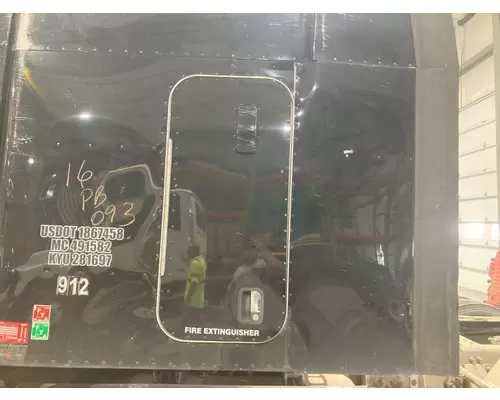 16
PB
093
USDOT 1867458
MC 491582
KYU 281697
912
FIRE EXTINGUISHER